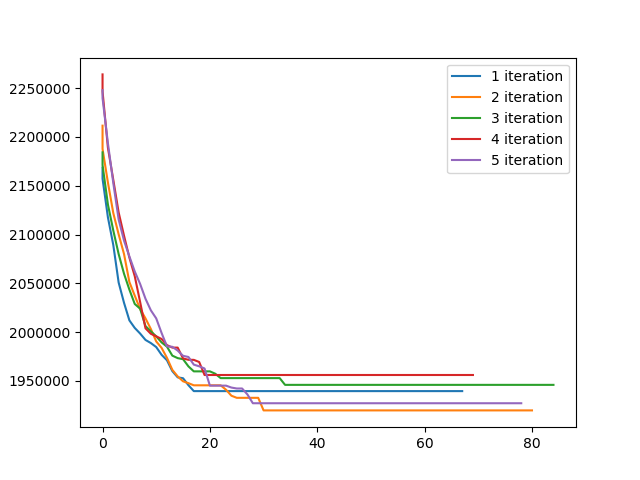 2250000
2200000
2150000
2100000
2050000
2000000
1950000
0 20 40 60 80
1 iteration
2 iteration
3 iteration
4 iteration
5 iteration